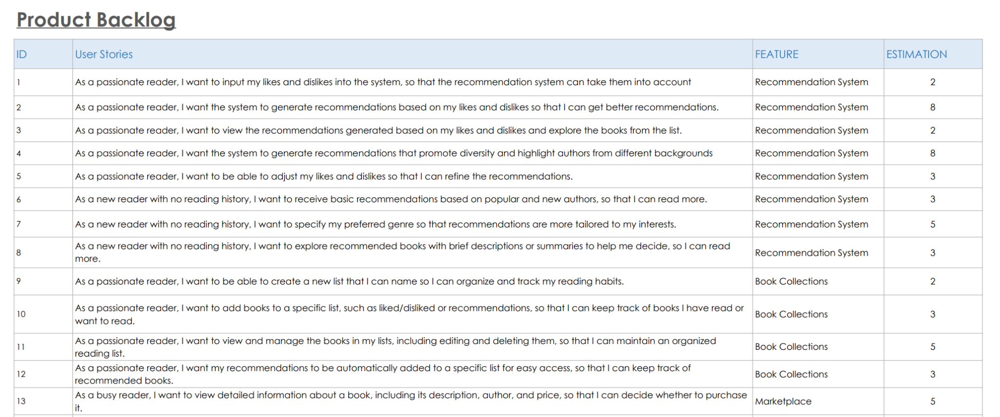 Product Backlog
ID User Stories FEATURE ESTIMATION
1 As a passionate reader, I want to input my likes and dislikes into the system, so that the recommendation system can take them into account Recommendation System 2
2 As a passionate reader, I want the system to generate recommendations based on my likes and dislikes so that I can get better recommendations. Recommendation System 8
3 As a passionate reader, I want to view the recommendations generated based on my likes and dislikes and explore the books from the list. Recommendation System 2
4 As a passionate reader, I want the system to generate recommendations that promote diversity and highlight authors from different backgrounds Recommendation System 8
5 As a passionate reader, I want to be able to adjust my likes and dislikes so that I can refine the recommendations. Recommendation System 3
6 As a new reader with no reading history, I want to receive basic recommendations based on popular and new authors, so that I can read more. Recommendation System 3
7 As a new reader with no reading history, I want to specify my preferred genre so that recommendations are more tailored to my interests. Recommendation System 5
8 As a new reader with no reading history, I want to explore recommended books with brief descriptions or summaries to help me decide, so I can read
more. Recommendation System 3
9 As a passionate reader, I want to be able to create a new list that I can name so I can organize and track my reading habits. Book Collections 2
10 As a passionate reader, I want to add books to a specific list, such as liked/disliked or recommendations, so that I can keep track of books I have read or
want to read. Book Collections 3
11 As a passionate reader, I want to view and manage the books in my lists, including editing and deleting them, so that I can maintain an organized
reading list. Book Collections 5
12 As a passionate reader, I want my recommendations to be automatically added to a specific list for easy access, so that I can keep track of
recommended books. Book Collections 3
13 As a busy reader, I want to view detailed information about a book, including its description, author, and price, so that I can decide whether to purchase
it. Marketplace 5